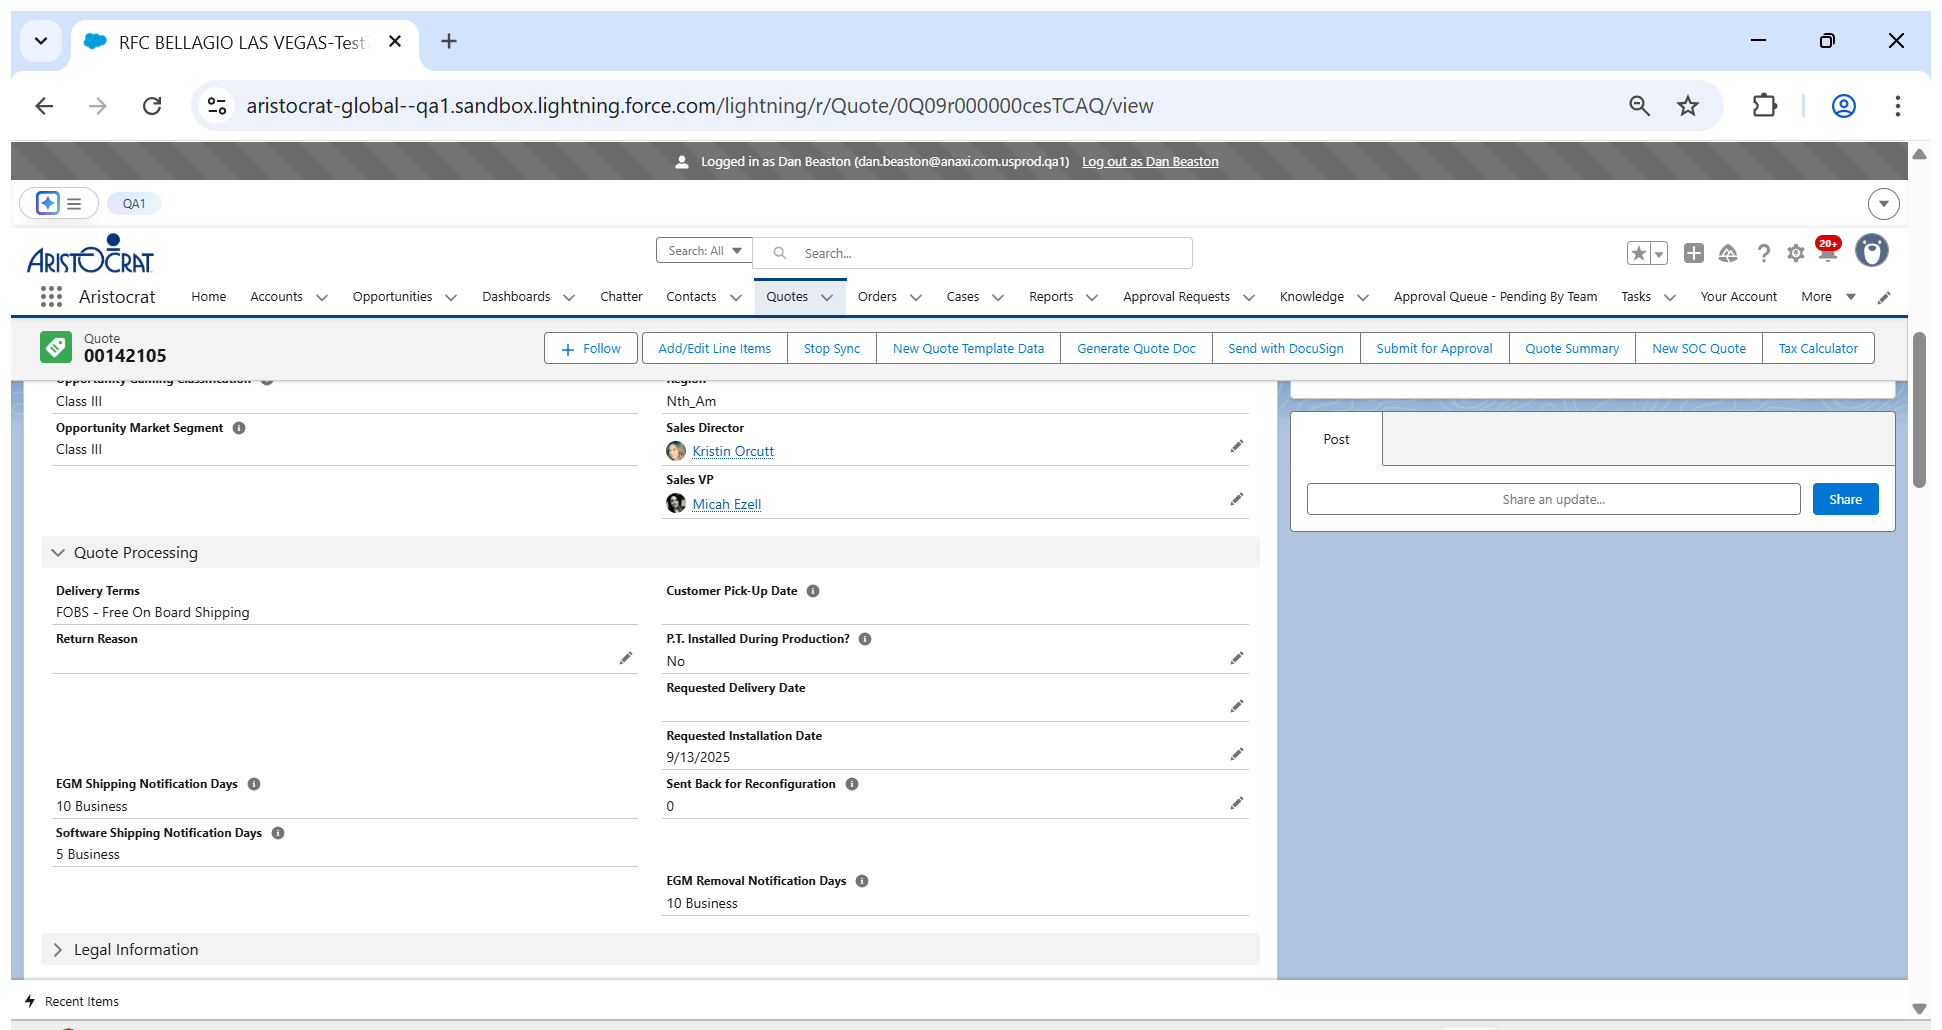 RFC BELLAGIO LAS VEGAS-Test
aristocrat-global--qa1.sandbox.lightning.force.com/lightning/r/Quote/0Q09r000000cesTCAQ/view
Logged in as Dan Beaston (dan.beaston@anaxi.com.usprod.qa1) Log out as Dan Beaston
QA1
ARISTOCRAT
Search: All
Search...
20+
Aristocrat Home Accounts Opportunities Dashboards Chatter Contacts Quotes Orders Cases Reports Approval Requests Knowledge Approval Queue - Pending By Team Tasks Your Account More
Quote
00142105
Follow Add/Edit Line Items Stop Sync New Quote Template Data Generate Quote Doc Send with DocuSign Submit for Approval Quote Summary New SOC Quote Tax Calculator
Opportunity Gaming Classification
Class III
Opportunity Market Segment
Class III
Region
Nth_Am
Sales Director
Kristin Orcutt
Sales VP
Micah Ezell
Post
Share an update...
Share
Quote Processing
Delivery Terms
FOBS - Free On Board Shipping
Customer Pick-Up Date
Return Reason
P.T. Installed During Production?
No
Requested Delivery Date
Requested Installation Date
9/13/2025
EGM Shipping Notification Days
10 Business
Sent Back for Reconfiguration
0
Software Shipping Notification Days
5 Business
EGM Removal Notification Days
10 Business
Legal Information
Recent Items